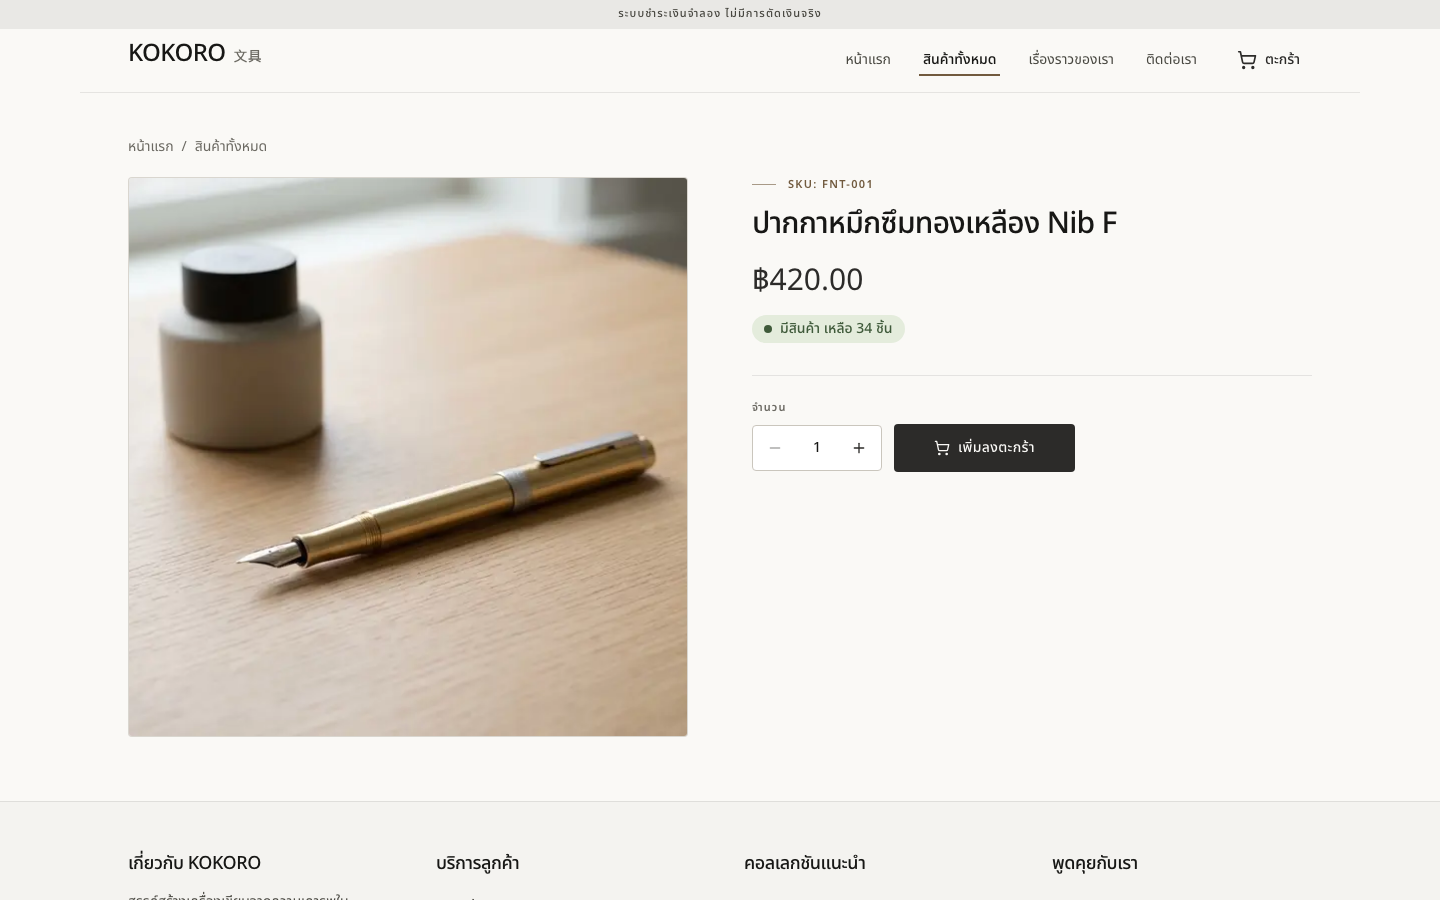 ระบบชำระเงินจำลอง ไม่มีการตัดเงินจริง
KOKORO 文具
หน้าแรก สินค้าทั้งหมด เรื่องราวของเรา ติดต่อเรา ตะกร้า
หน้าแรก / สินค้าทั้งหมด
SKU: FNT-001
ปากกาหมึกซึมทองเหลือง Nib F
฿420.00
มีสินค้า เหลือ 34 ชิ้น
จำนวน
− 1 + เพิ่มลงตะกร้า
เกี่ยวกับ KOKORO บริการลูกค้า คอลเลกชันแนะนำ พูดคุยกับเรา